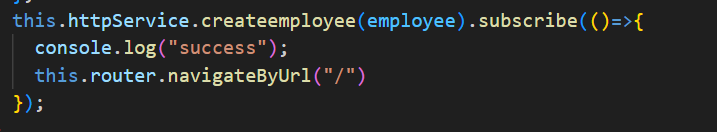 this.httpService.createemployee(employee).subscribe(()=>{
console.log("success");
this.router.navigateByUrl("/")
});